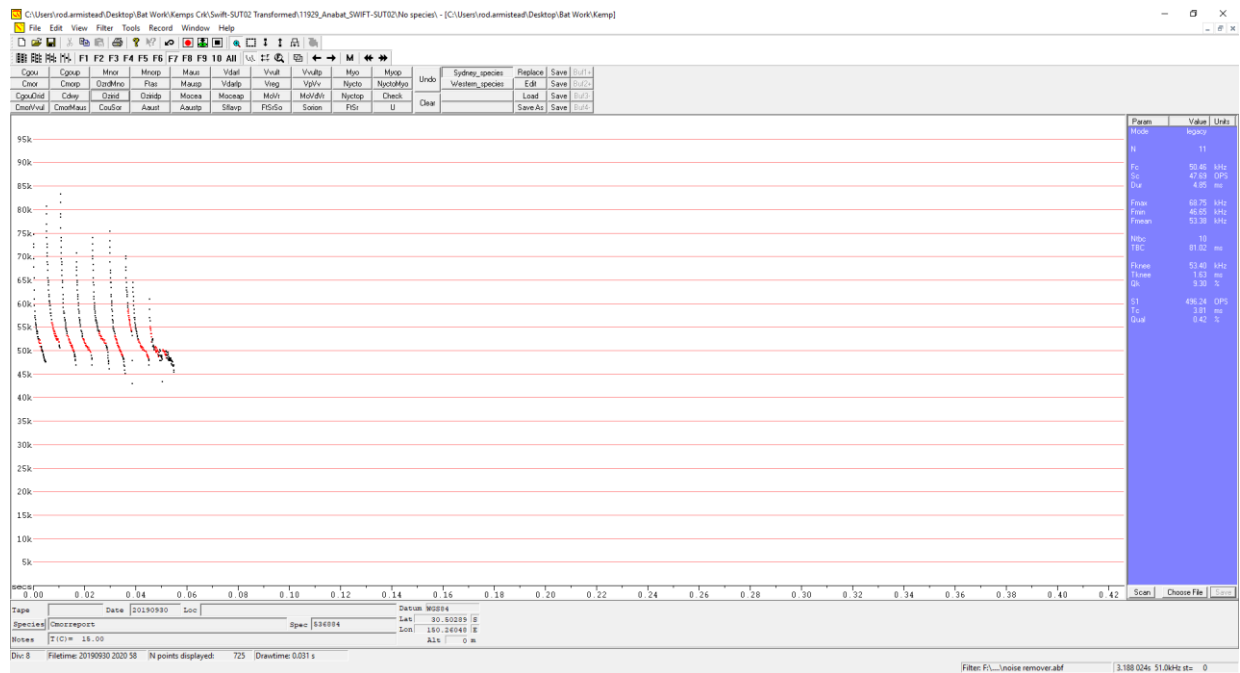 C:\Users\rod.armistead\Desktop\Bat Work\Kemps Crk\Swift-SUT02 Transformed\11929_Anabat_SWIFT-SUT02\No species\ - [C:\Users\rod.armistead\Desktop\Bat Work\Kemp]
File Edit View Filter Tools Record Window Help
F1 F2 F3 F4 F5 F6 F7 F8 F9 10 All M
Cgou Cgoup Mnor Mnorp Maus Vdarl Vvult Vvultp Myo Myop Undo Sydney_species Replace Save Buf1+
Cmor Cmorp OzrdMno Ftas Mausp Vdarlp Vreg VpVv Nycto NyctoMyo Western_species Edit Save Buf2+
CgouOrid Cdwy Ozirid Oziridp Mocea Moceap MoVr MoVdVr Nyctop Check Clear Load Save Buf3-
CmorVvul CmorMaus CouSor Aaust Aaustp Sflavp FlSrSo Sorion FlSr U Save As Save Buf4-
Param Value Units
Mode legacy
N 11
Fc 50.46 kHz
Sc 47.69 OPS
Dur 4.85 ms
Fmax 68.75 kHz
Fmin 46.65 kHz
Fmean 53.38 kHz
Ntbc 10
TBC 81.02 ms
Fknee 53.40 kHz
Tknee 1.63 ms
Qk 9.30 %
S1 496.24 OPS
Tc 3.81 ms
Qual 0.42 %
95k
90k
85k
80k
75k
70k
65k
60k
55k
50k
45k
40k
35k
30k
25k
20k
15k
10k
5k
secs
0.00 0.02 0.04 0.06 0.08 0.10 0.12 0.14 0.16 0.18 0.20 0.22 0.24 0.26 0.28 0.30 0.32 0.34 0.36 0.38 0.40 0.42
Scan Choose File Save
Tape Date 20190930 Loc Datum WGS84
Species Cmorreport Spec 536884 Lat 30.50289 S
Lon 150.26048 E
Notes T(C)= 15.00 Alt 0 m
Div: 8 Filetime: 20190930 2020 58 N points displayed: 725 Drawtime: 0.031 s
Filter: F:\....\noise remover.abf 3.188 024s 51.0kHz st= 0